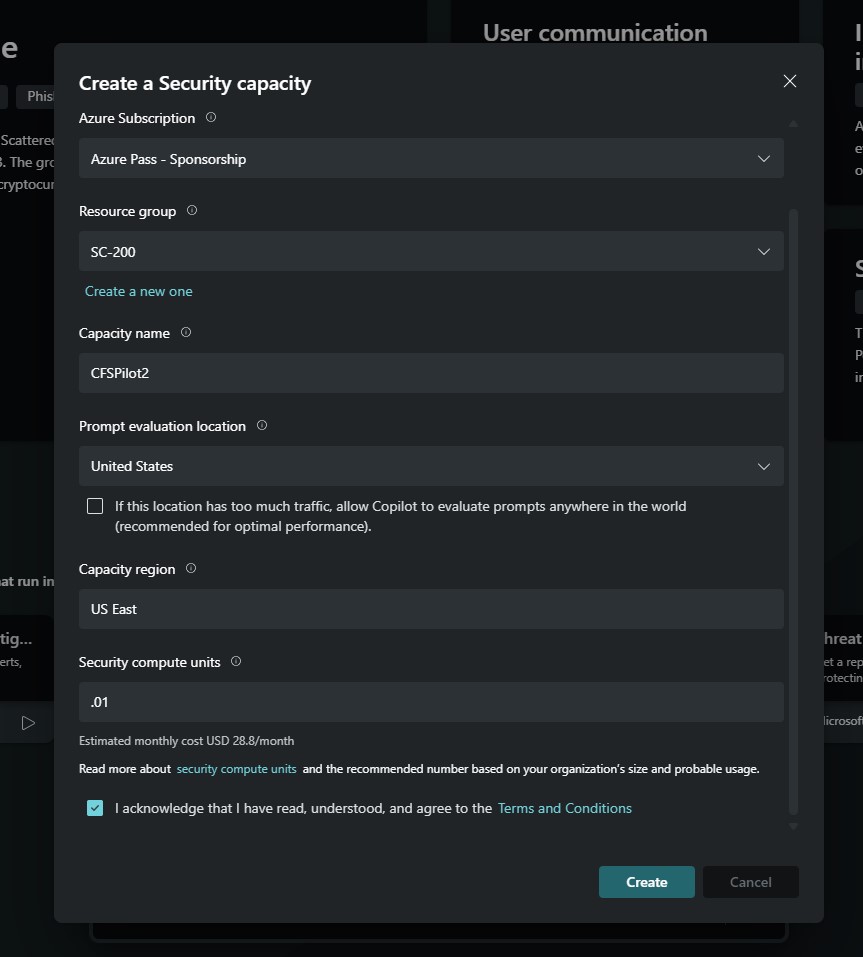 e
User communication
I
i
Create a Security capacity
Phis
Azure Subscription
Scattered
Azure Pass - Sponsorship
3. The gro
cryptocur
Resource group
SC-200
Create a new one
Capacity name
CFSPilot2
Prompt evaluation location
United States
If this location has too much traffic, allow Copilot to evaluate prompts anywhere in the world
(recommended for optimal performance).
Capacity region
at run in
US East
tig...
hreat
erts,
et a rep
rotectin
Security compute units
.01
licrosoft
Estimated monthly cost USD 28.8/month
Read more about security compute units and the recommended number based on your organization's size and probable usage.
I acknowledge that I have read, understood, and agree to the Terms and Conditions
Create
Cancel